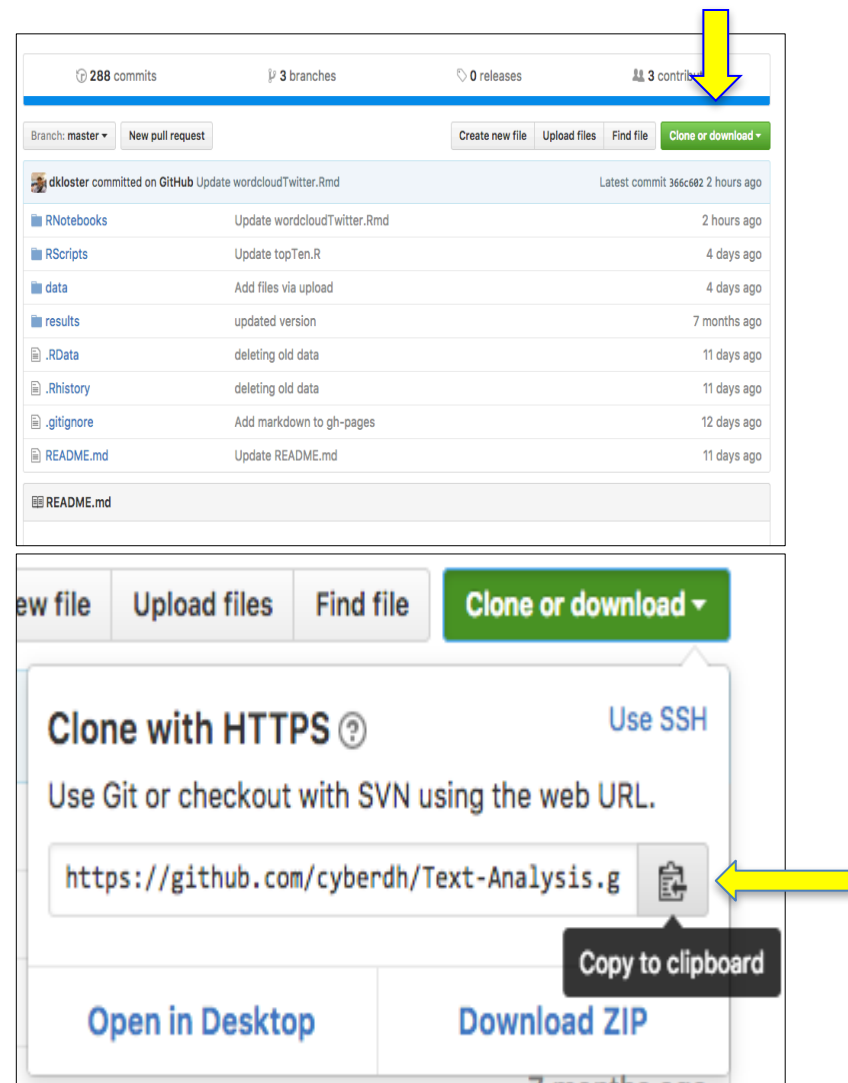 288 commits 3 branches 0 releases 3
Branch: master New pull request Create new file Upload files Find file Clone or download
dkloster committed on GitHub Update wordcloudTwitter.Rmd Latest commit 366c602 2 hours ago
RNotebooks Update wordcloudTwitter.Rmd 2 hours ago
RScripts Update topTen.R 4 days ago
data Add files via upload 4 days ago
results updated version 7 months ago
.RData deleting old data 11 days ago
.Rhistory deleting old data 11 days ago
.gitignore Add markdown to gh-pages 12 days ago
README.md Update README.md 11 days ago
README.md
ew file Upload files Find file Clone or download
Clone with HTTPS Use SSH
Use Git or checkout with SVN using the web URL.
https://github.com/cyberdh/Text-Analysis.g
Copy to clipboard
Open in Desktop Download ZIP